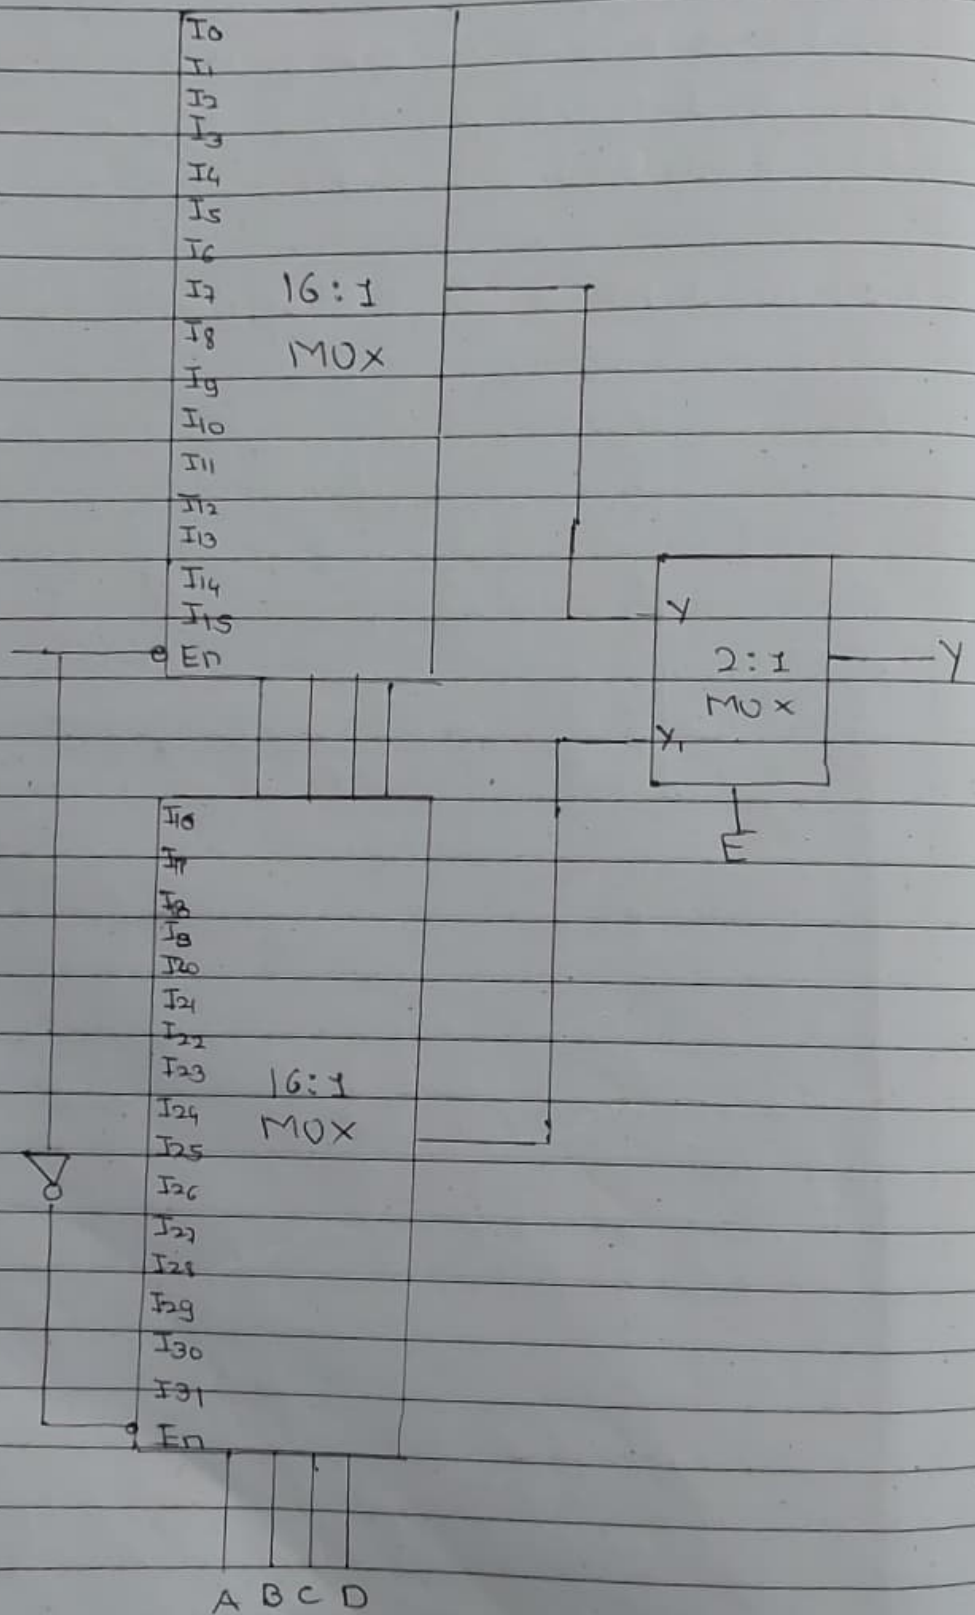 I0
I1
I2
I3
I4
I5
I6
I7
16:1
I8
MUX
I9
I10
I11
I12
I13
I14
I15
En
Y
2:1
Y
MUX
Y1
E
I16
I17
I18
I19
I20
I21
I22
I23
16:1
I24
MUX
I25
I26
I27
I28
I29
I30
I31
En
A B C D